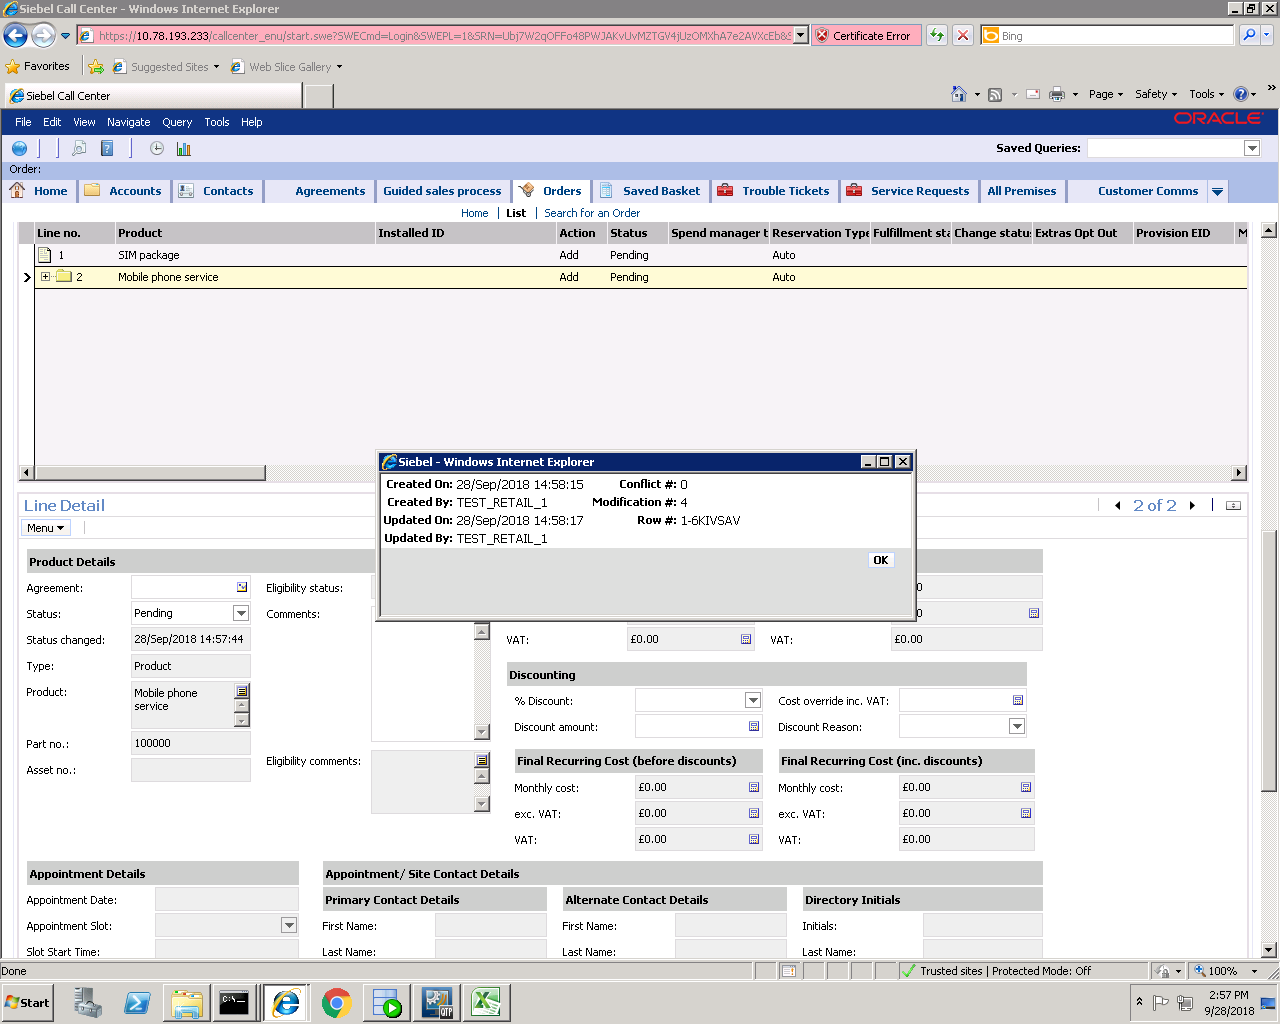 Siebel Call Center - Windows Internet Explorer
https://10.78.193.233/callcenter_enu/start.swe?SWECmd=Login&SWEPL=1&SRN=Ubj7W2qOFFo48PWJAKvUvMZTGV4jUzOMXhA7e2AVXcEb&S
Certificate Error
Bing
Favorites
Suggested Sites
Web Slice Gallery
Siebel Call Center
Page
Safety
Tools
File Edit View Navigate Query Tools Help
ORACLE
Saved Queries:
Order:
Home Accounts Contacts Agreements Guided sales process Orders Saved Basket Trouble Tickets Service Requests All Premises Customer Comms
Home | List | Search for an Order
Line no. Product Installed ID Action Status Spend manager t Reservation Type Fulfillment sta Change status Extras Opt Out Provision EID M
1 SIM package Add Pending Auto
2 Mobile phone service Add Pending Auto
Siebel - Windows Internet Explorer
Created On: 28/Sep/2018 14:58:15 Conflict #: 0
Created By: TEST_RETAIL_1 Modification #: 4
Updated On: 28/Sep/2018 14:58:17 Row #: 1-6KIVSAV
Updated By: TEST_RETAIL_1
OK
Line Detail
2 of 2
Menu
Product Details
Agreement:
Eligibility status:
0
Status: Pending
Comments:
0
Status changed: 28/Sep/2018 14:57:44
VAT: £0.00 VAT: £0.00
Type: Product
Discounting
Product: Mobile phone service
% Discount:
Cost override inc. VAT:
Discount amount:
Discount Reason:
Part no.: 100000
Asset no.:
Eligibility comments:
Final Recurring Cost (before discounts) Final Recurring Cost (inc. discounts)
Monthly cost: £0.00 Monthly cost: £0.00
exc. VAT: £0.00 exc. VAT: £0.00
VAT: £0.00 VAT: £0.00
Appointment Details
Appointment/ Site Contact Details
Appointment Date:
Primary Contact Details Alternate Contact Details Directory Initials
Appointment Slot:
First Name: First Name: Initials:
Slot Start Time:
Last Name: Last Name: Last Name:
Done
Trusted sites | Protected Mode: Off
100%
Start
C:\.
QTP
2:57 PM
9/28/2018